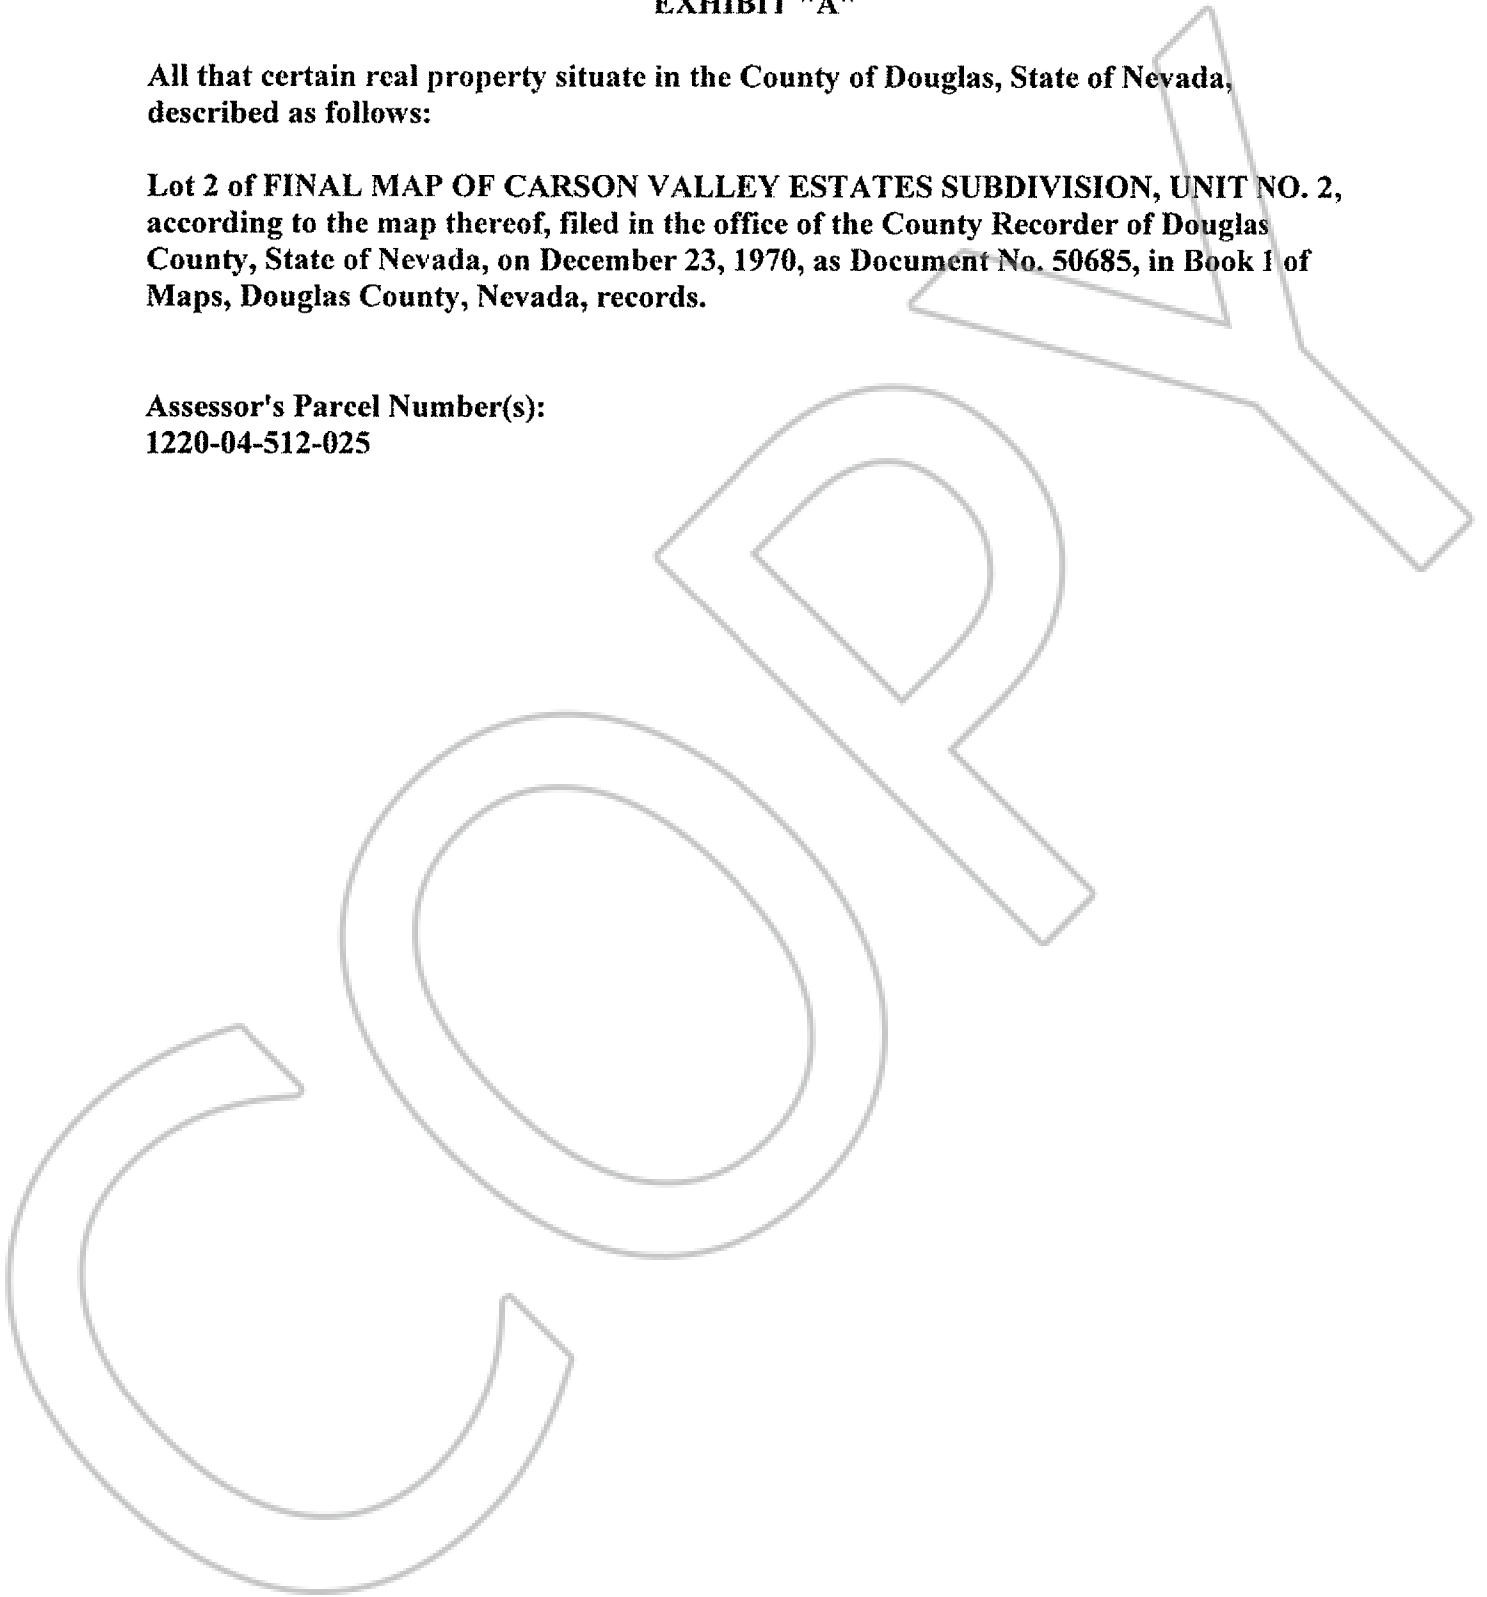 EXHIBIT "A"
All that certain real property situate in the County of Douglas, State of Nevada,
described as follows:
Lot 2 of FINAL MAP OF CARSON VALLEY ESTATES SUBDIVISION, UNIT NO. 2,
according to the map thereof, filed in the office of the County Recorder of Douglas
County, State of Nevada, on December 23, 1970, as Document No. 50685, in Book 1 of
Maps, Douglas County, Nevada, records.
Assessor's Parcel Number(s):
1220-04-512-025
COPY